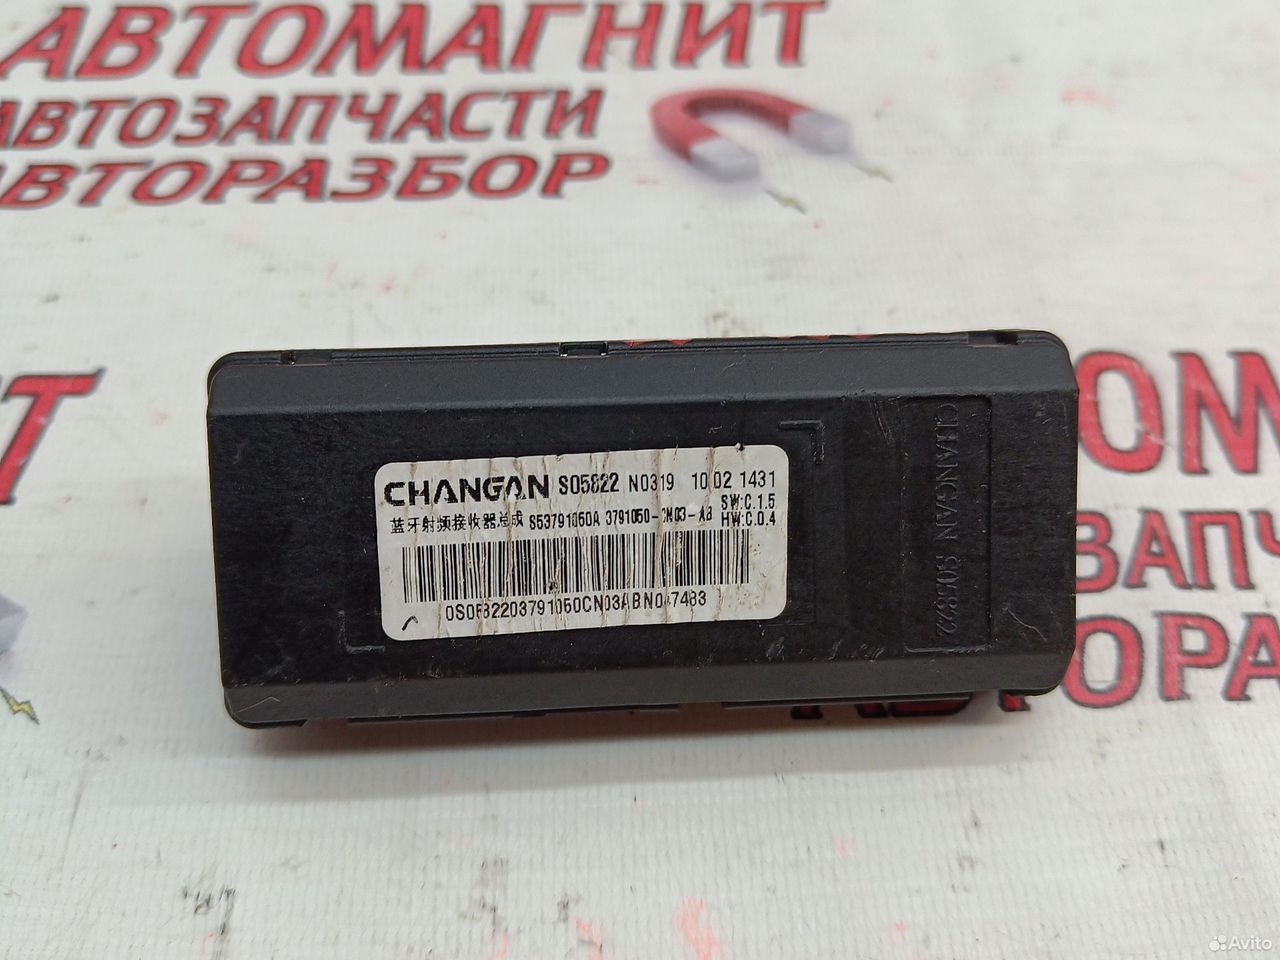 АВТОМАГНИТ
АВТОЗАПЧАСТИ
АВТОРАЗБОР
CHANGAN S05822 N0319 10 02 1431
SW:C.1.5
蓝牙射频接收器总成 S53791050A 3791050-CN03-AB HW:C.0.4
0S0582203791050CN03ABN047483
CHANGAN S05822
Avito